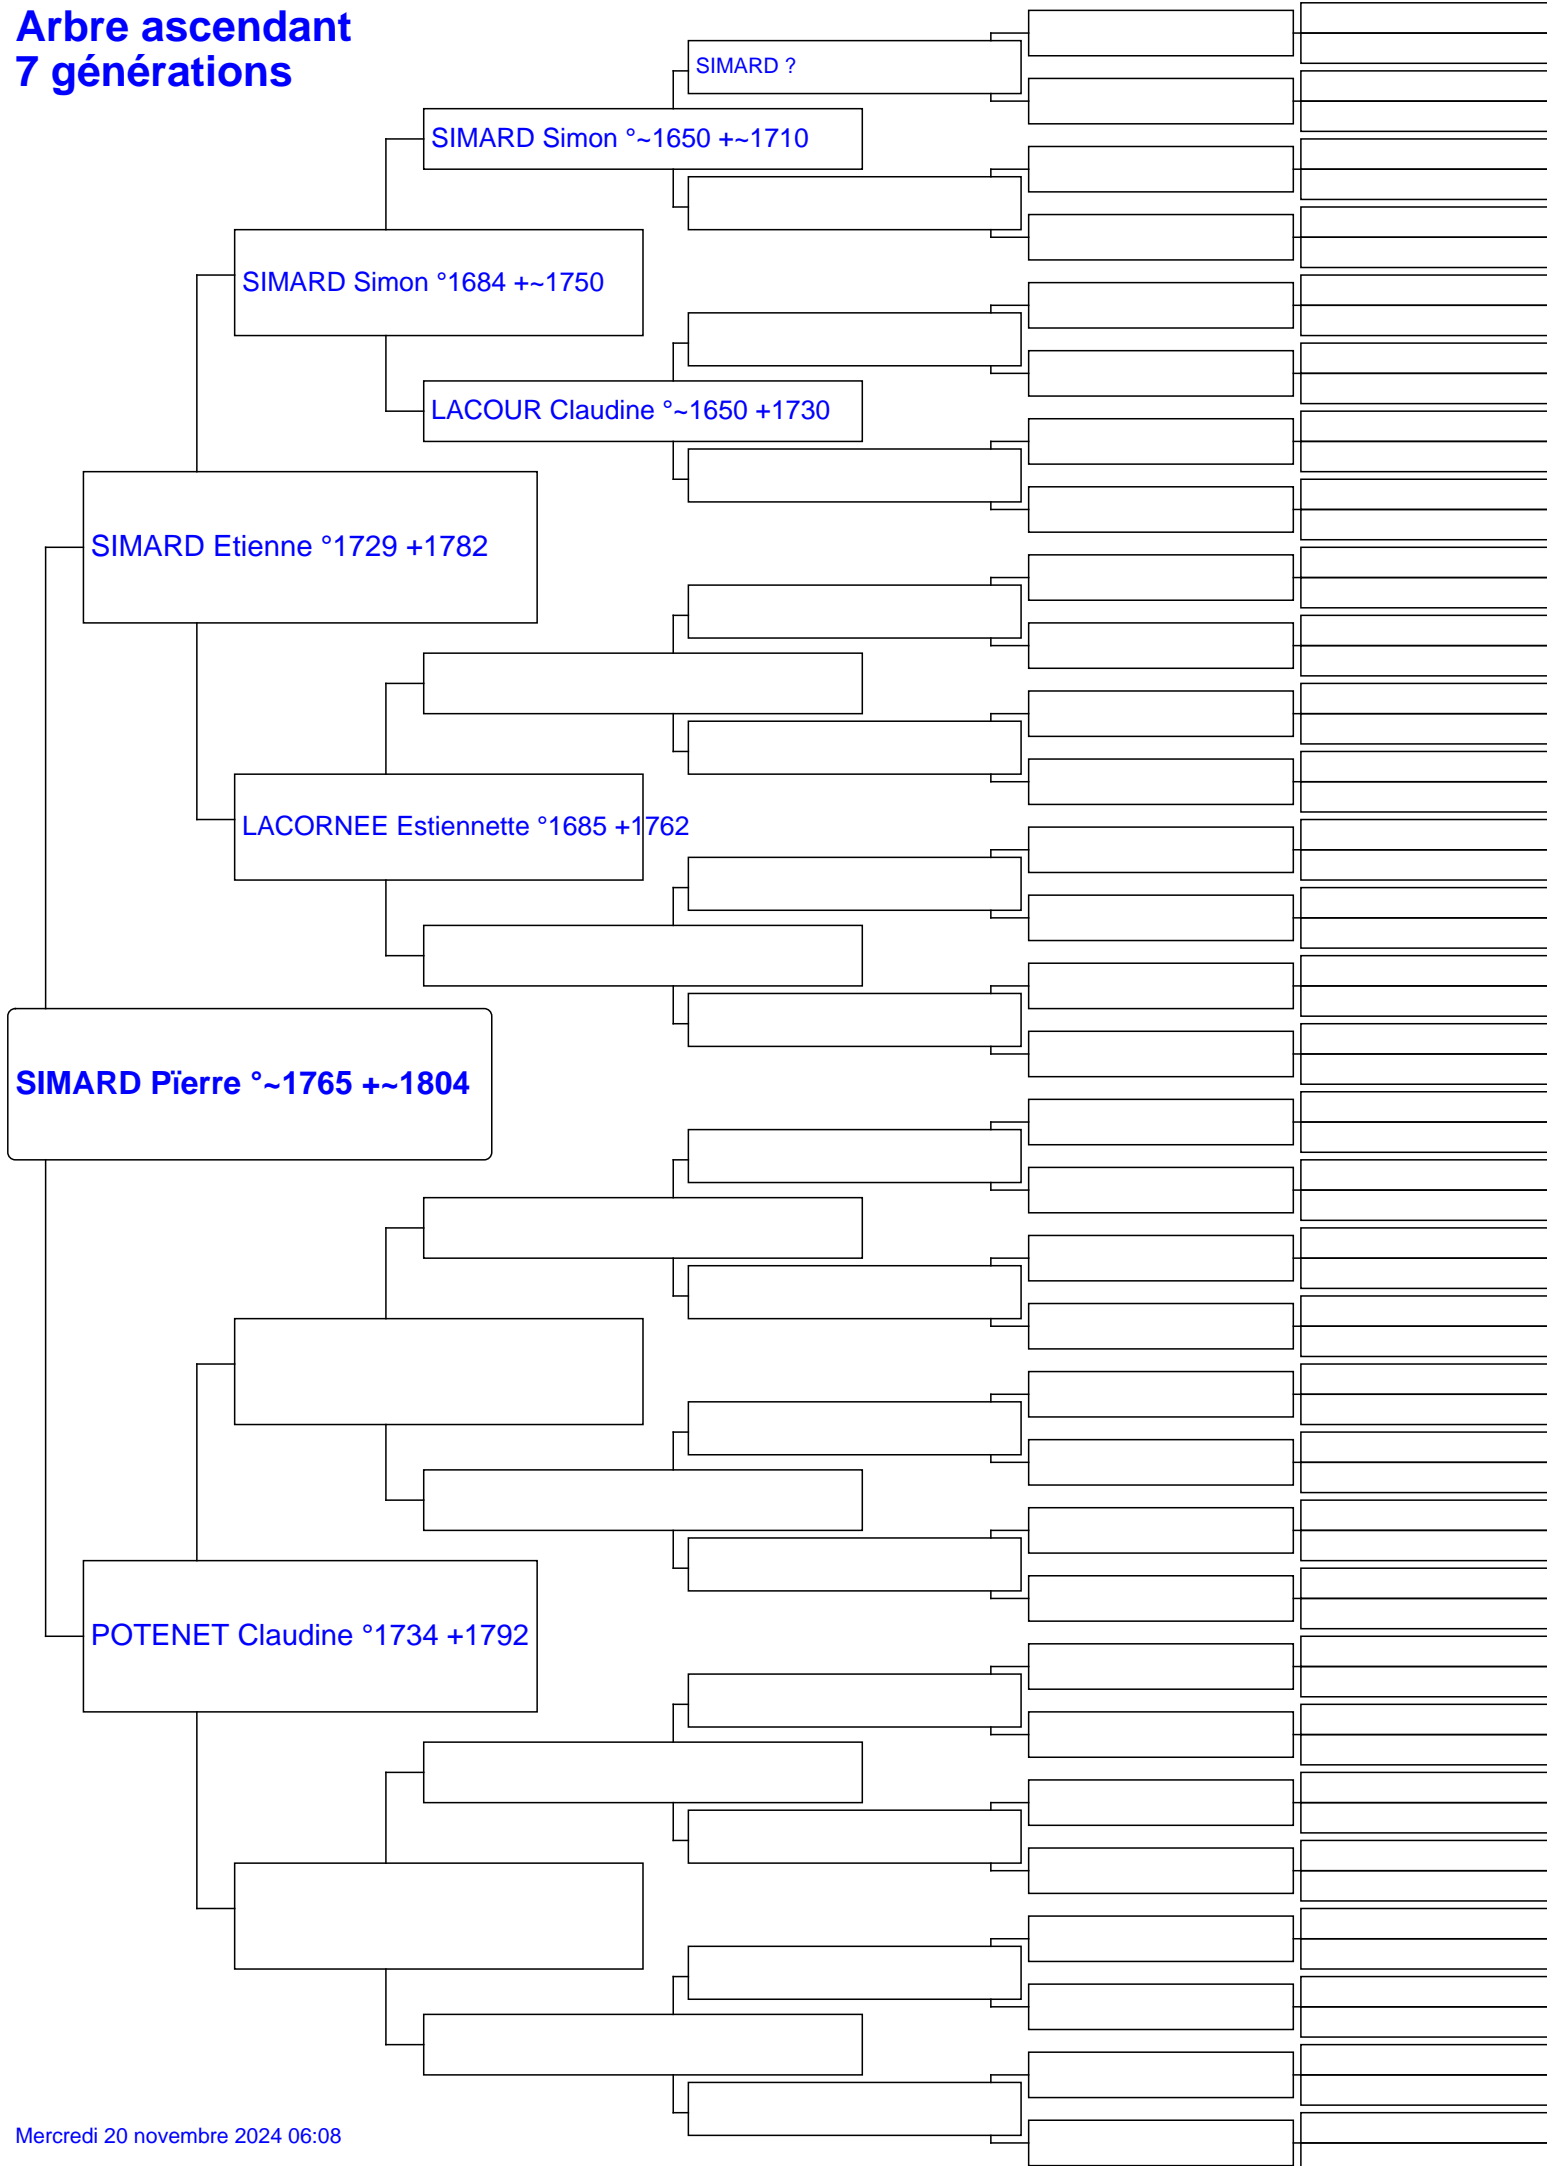 Arbre ascendant
7 générations
SIMARD ?
SIMARD Simon °~1650 +~1710
SIMARD Simon °1684 +~1750
LACOUR Claudine °~1650 +1730
SIMARD Etienne °1729 +1782
LACORNEE Estiennette °1685 +1762
SIMARD Pïerre °~1765 +~1804
POTENET Claudine °1734 +1792
Mercredi 20 novembre 2024 06:08